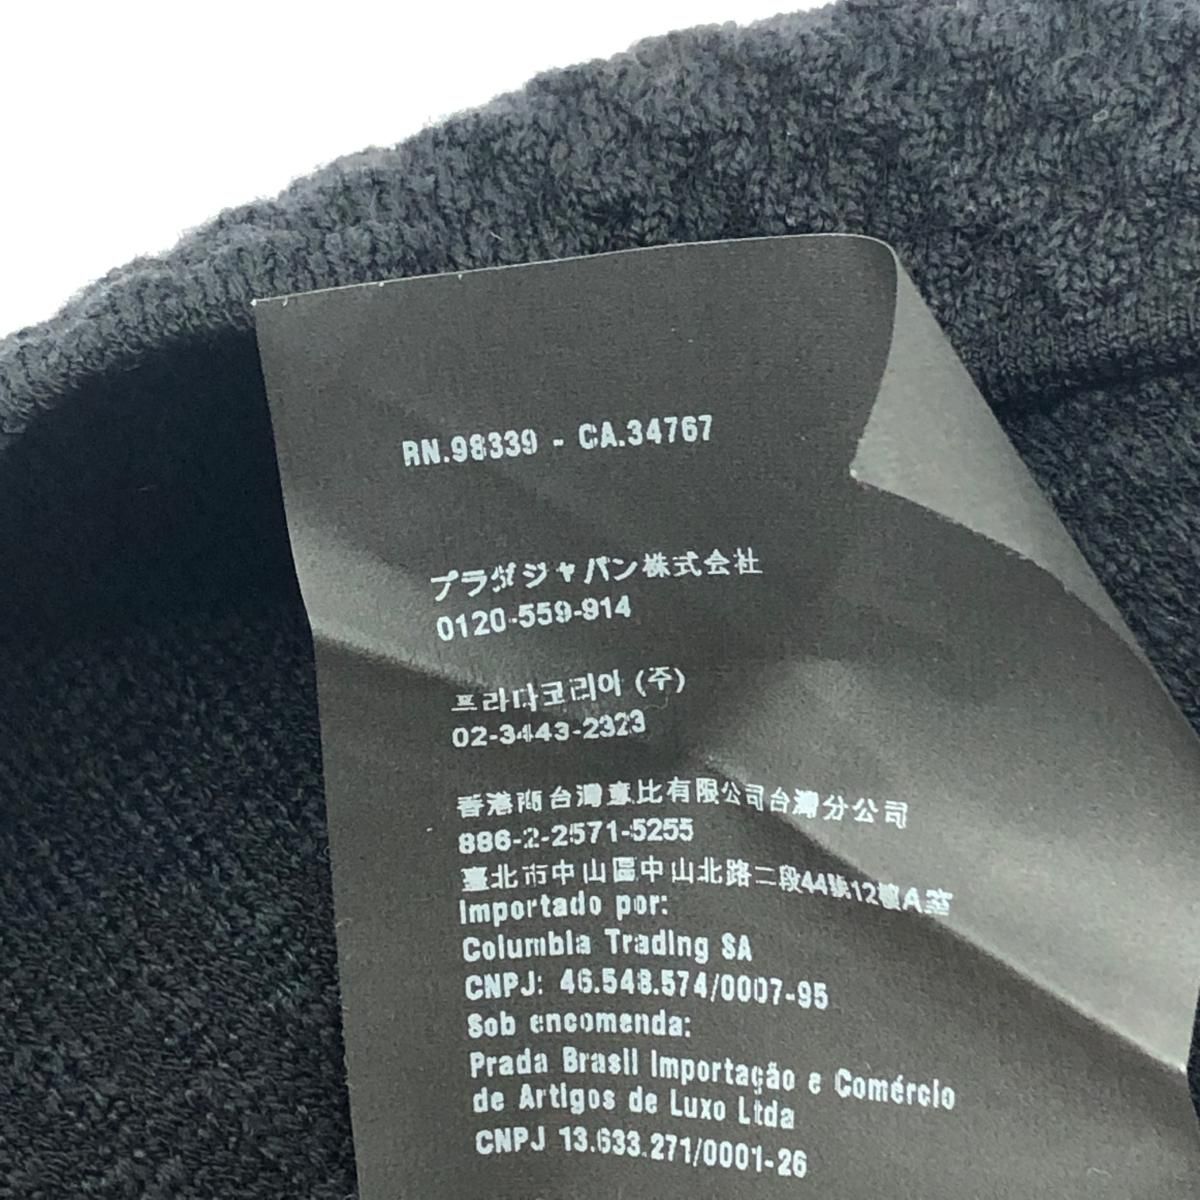 RN.98339 - CA.34767
プラダジャパン株式会社
0120-559-914
프라다코리아 (주)
02-3443-2323
香港商台灣意比有限公司台灣分公司
886-2-2571-5255
臺北市中山區中山北路二段44號12樓A室
Importado por:
Columbia Trading SA
CNPJ: 46.548.574/0007-95
Sob encomenda:
Prada Brasil Importação e Comércio
de Artigos de Luxo Ltda
CNPJ 13.633.271/0001-26